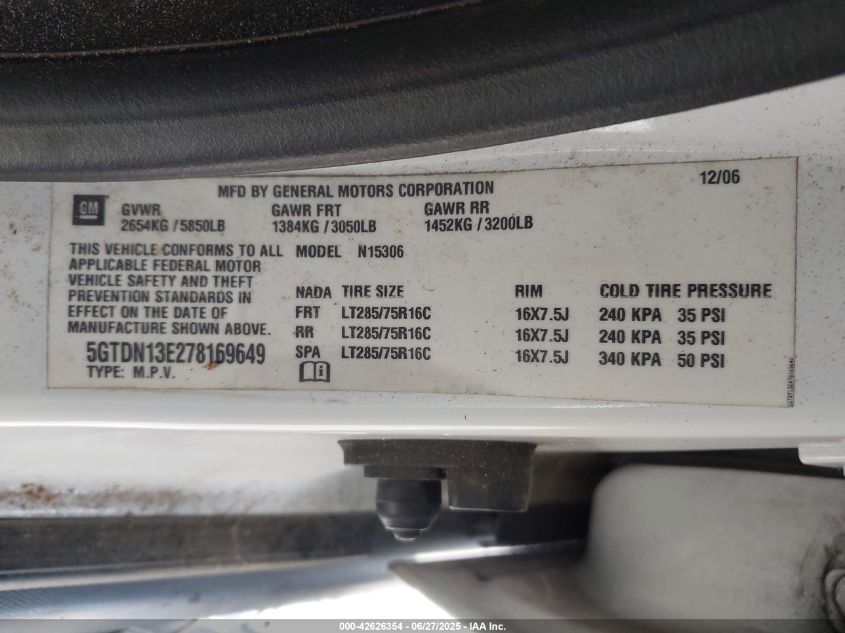 MFD BY GENERAL MOTORS CORPORATION 12/06
GM
GVWR GAWR FRT GAWR RR
2654KG / 5850LB 1384KG / 3050LB 1452KG / 3200LB
THIS VEHICLE CONFORMS TO ALL
APPLICABLE FEDERAL MOTOR
VEHICLE SAFETY AND THEFT
PREVENTION STANDARDS IN
EFFECT ON THE DATE OF
MANUFACTURE SHOWN ABOVE.
5GTDN13E278169649
TYPE: M.P.V.
MODEL N15306
NADA TIRE SIZE RIM COLD TIRE PRESSURE
FRT LT285/75R16C 16X7.5J 240 KPA 35 PSI
RR LT285/75R16C 16X7.5J 240 KPA 35 PSI
SPA LT285/75R16C 16X7.5J 340 KPA 50 PSI
000-42626354 - 06/27/2025 - IAA Inc.